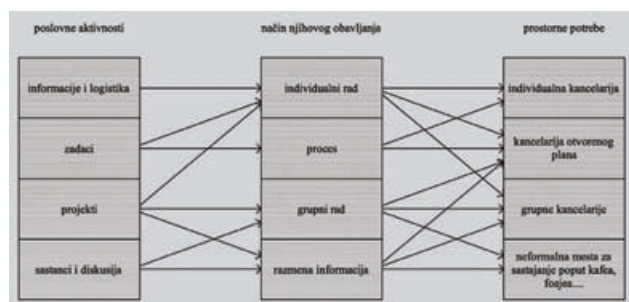 poslovne aktivnosti
način njihovog obavljanja
prostorne potrebe
informacije i logistika
individualni rad
individualna kancelarija
zadaci
proces
kancelarija otvorenog
plana
projekti
grupni rad
grupne kancelarije
sastanci i diskusija
razmena informacija
neformalna mesta za
sastajanje poput kafea,
foajea....